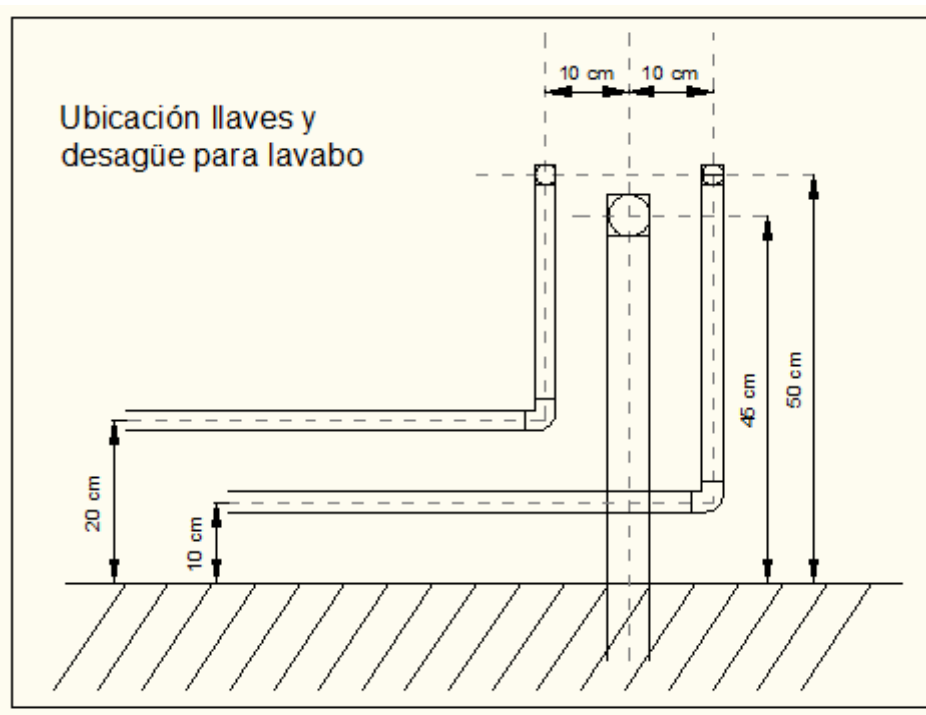 10 cm
10 cm
Ubicación llaves y
desagüe para lavabo
50 cm
45 cm
20 cm
10 cm